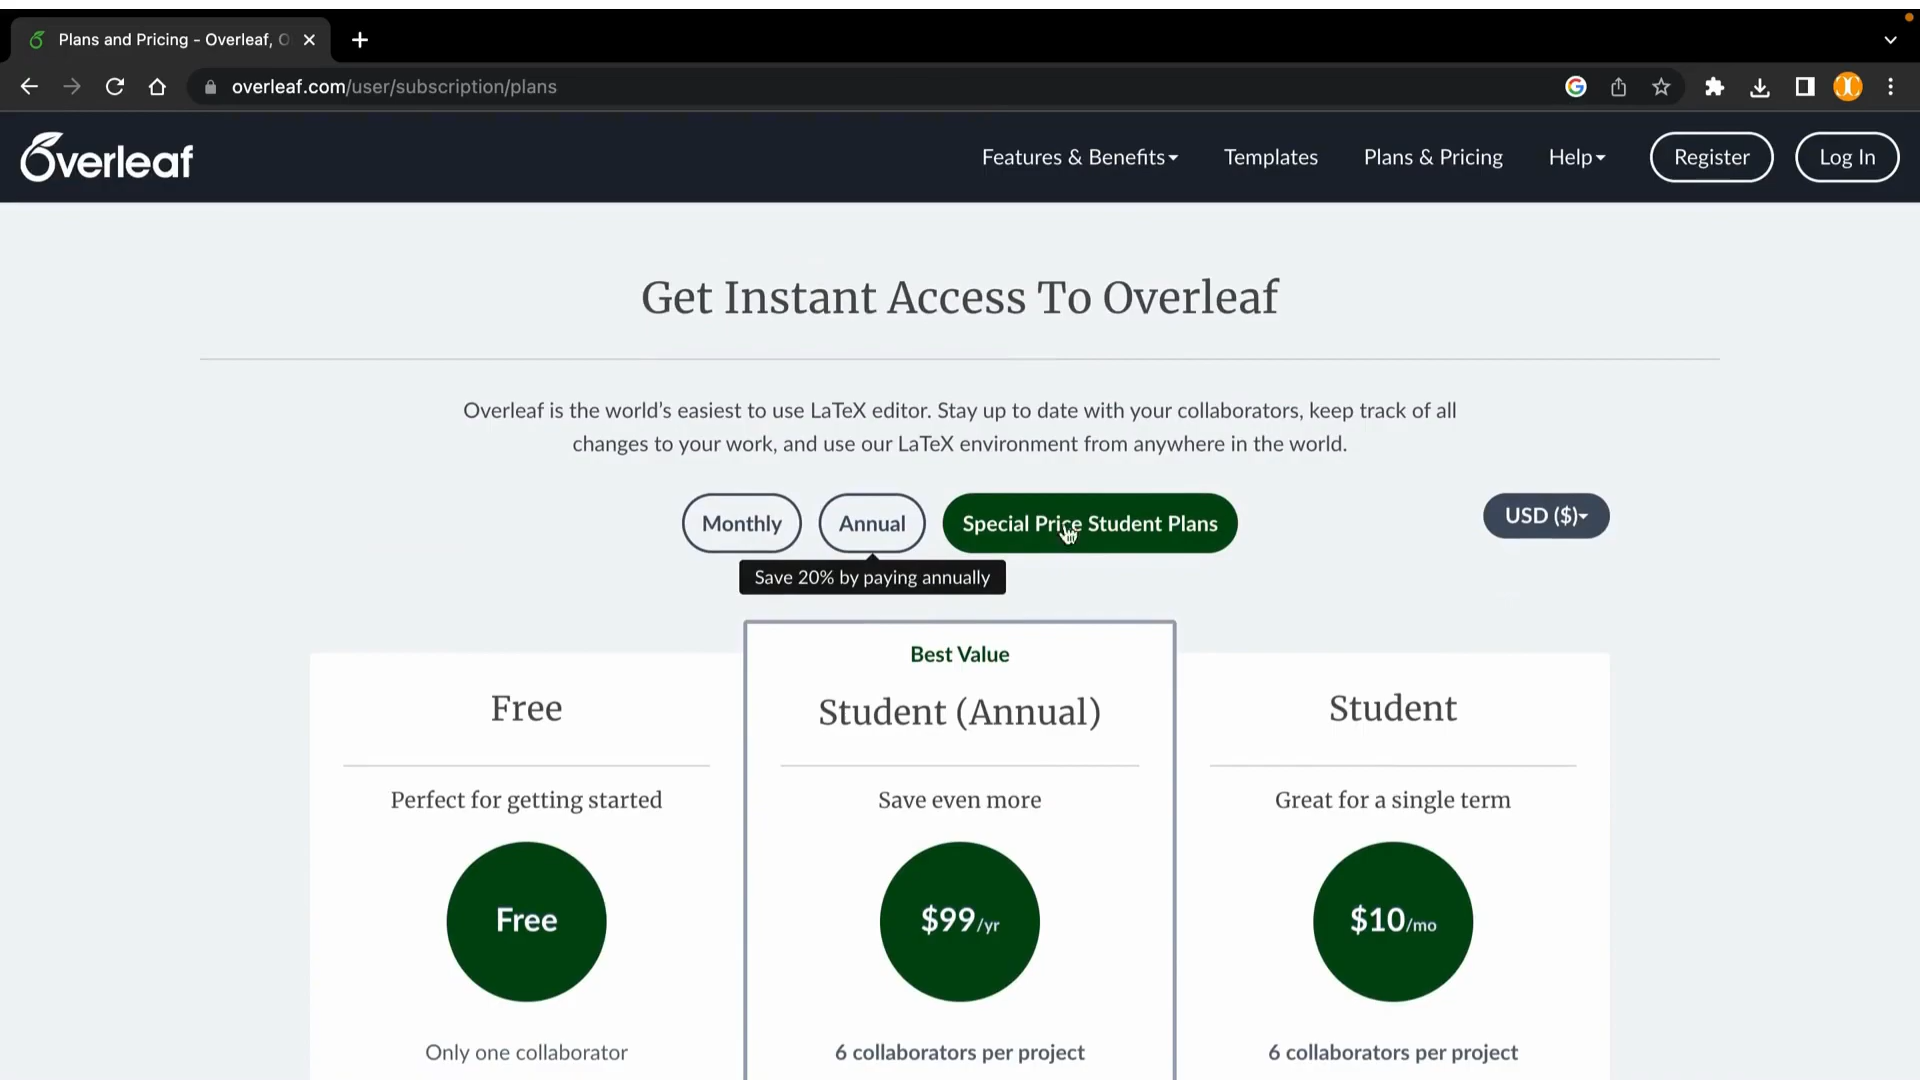 Plans and Pricing - Overleaf, O
overleaf.com/user/subscription/plans
Overleaf
Features & Benefits
Templates
Plans & Pricing
Help
Register
Log In
Get Instant Access To Overleaf
Overleaf is the world's easiest to use LaTeX editor. Stay up to date with your collaborators, keep track of all
changes to your work, and use our LaTeX environment from anywhere in the world.
Monthly
Annual
Special Price Student Plans
USD ($)
Save 20% by paying annually
Best Value
Free
Student (Annual)
Student
Perfect for getting started
Save even more
Great for a single term
Free
$99/yr
$10/mo
Only one collaborator
6 collaborators per project
6 collaborators per project